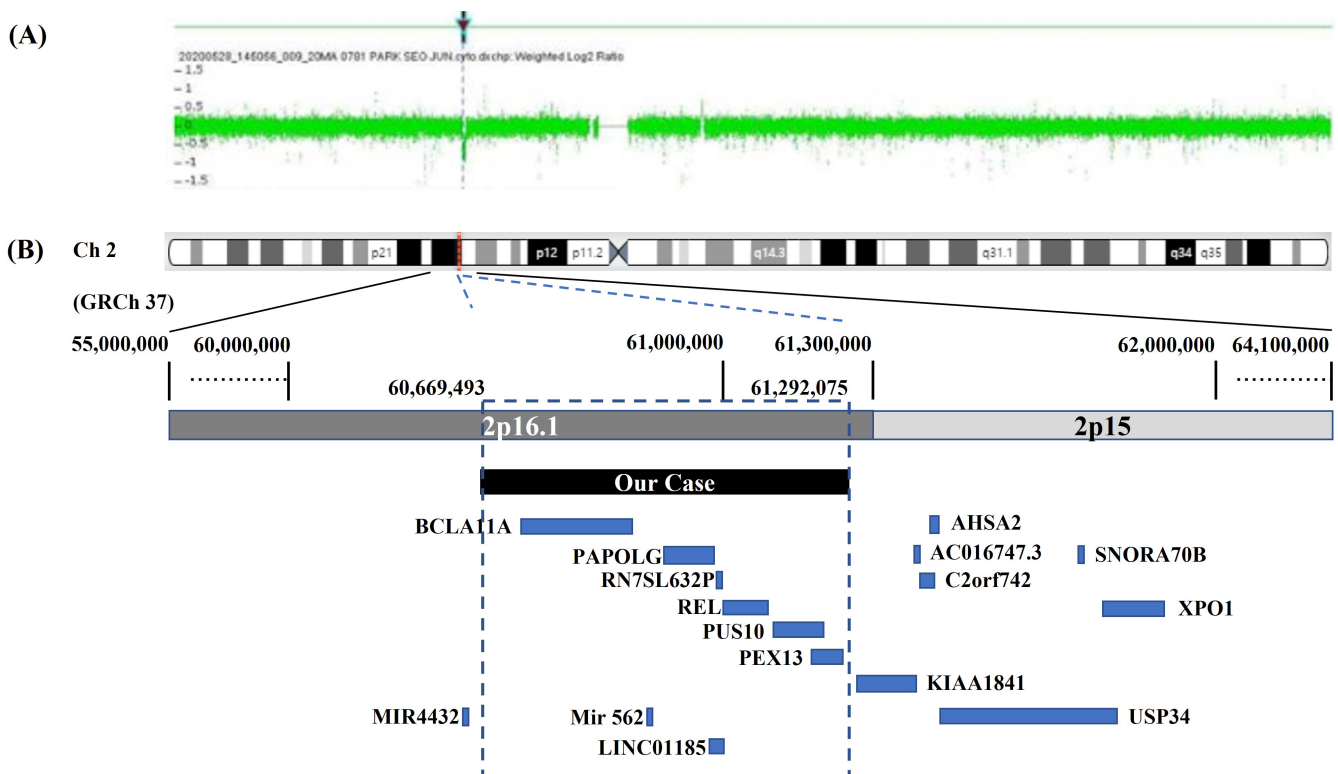 (A)
20200528_145056_009_20MA 0781 PARK SEO JUN.cyto.dxchp: Weighted Log2 Ratio
1.5
1
0.5
0
-0.5
-1
-1.5
(B) Ch 2
p21 p12 p11.2 q14.3 q31.1 q34 q35
(GRCh 37)
55,000,000 60,000,000 61,000,000 61,300,000 62,000,000 64,100,000
60,669,493 61,292,075
2p16.1 2p15
Our Case
BCLA11A AHSA2
PAPOLG AC016747.3 SNORA70B
RN7SL632P C2orf742
REL XPO1
PUS10
PEX13
KIAA1841
MIR4432 Mir 562 USP34
LINC01185